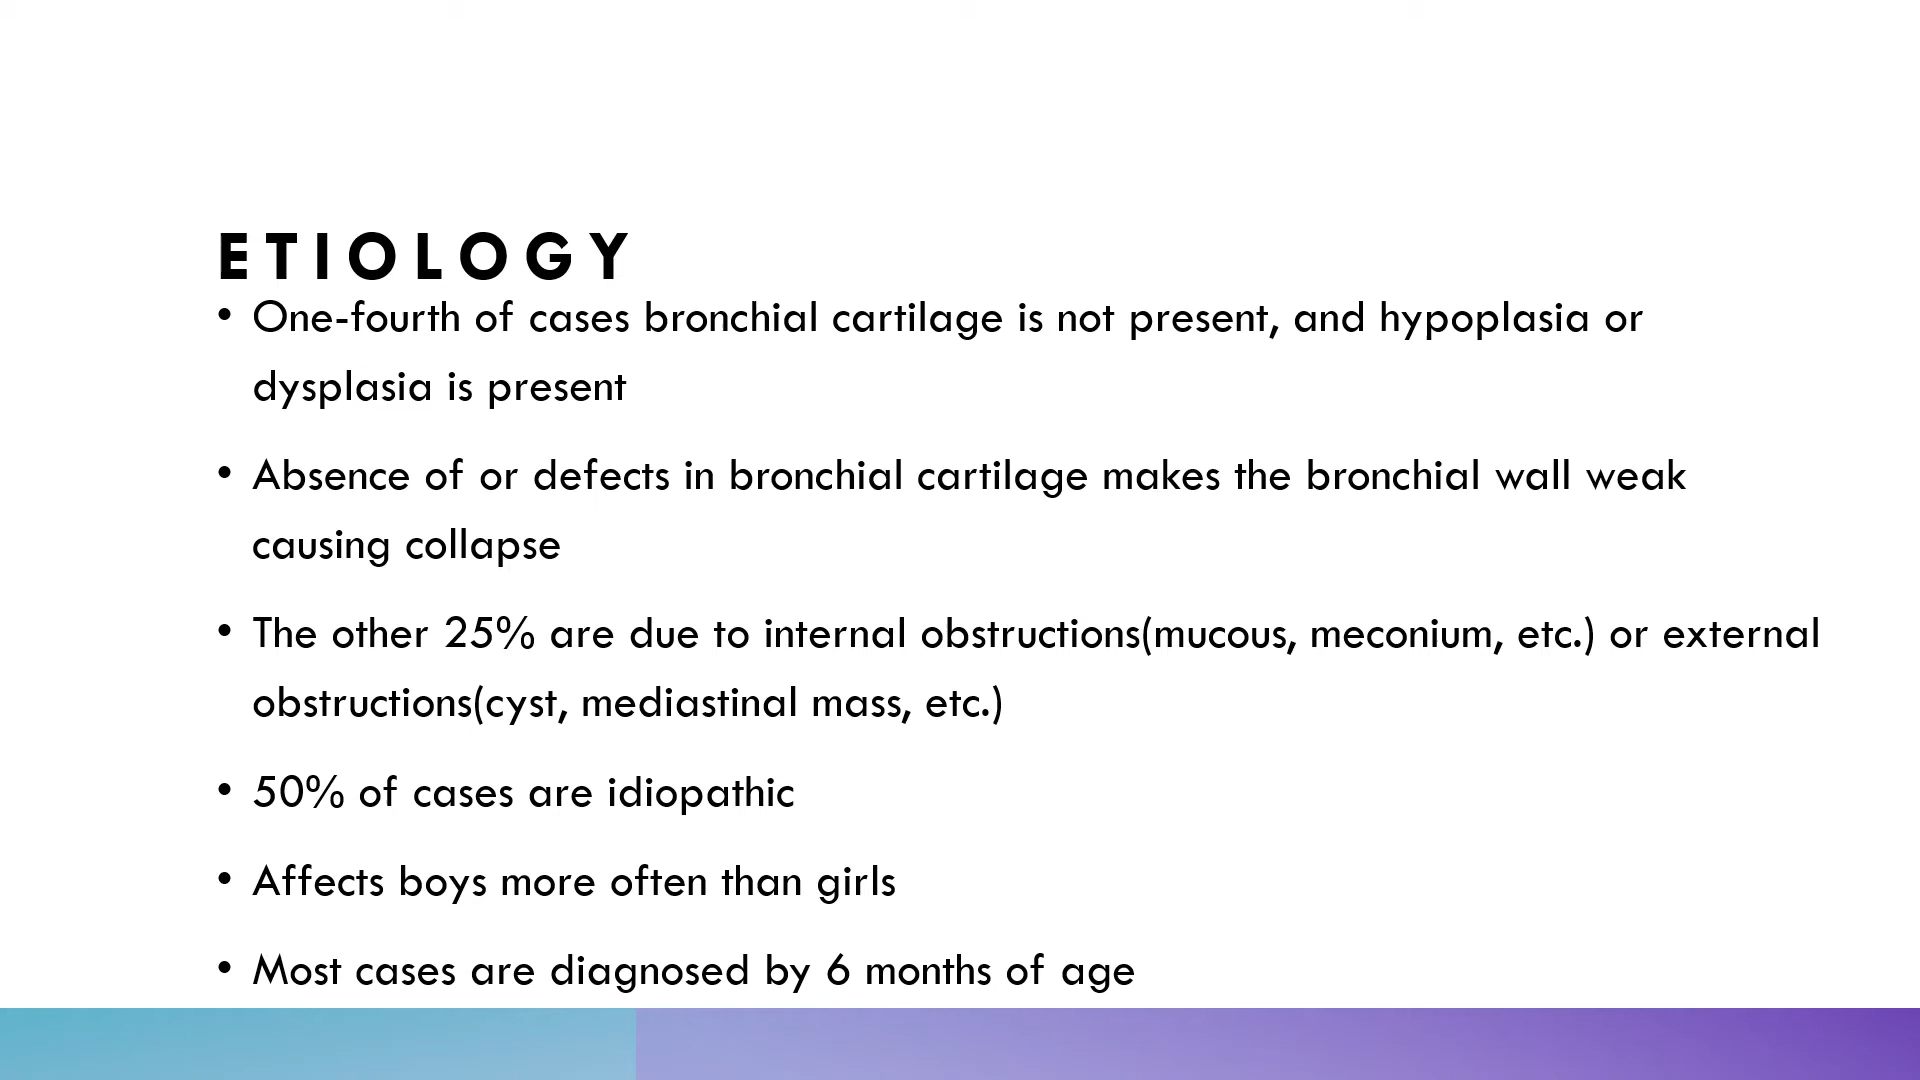 ETIOLOGY
• One-fourth of cases bronchial cartilage is not present, and hypoplasia or
dysplasia is present
• Absence of or defects in bronchial cartilage makes the bronchial wall weak
causing collapse
• The other 25% are due to internal obstructions(mucous, meconium, etc.) or external
obstructions(cyst, mediastinal mass, etc.)
• 50% of cases are idiopathic
• Affects boys more often than girls
• Most cases are diagnosed by 6 months of age